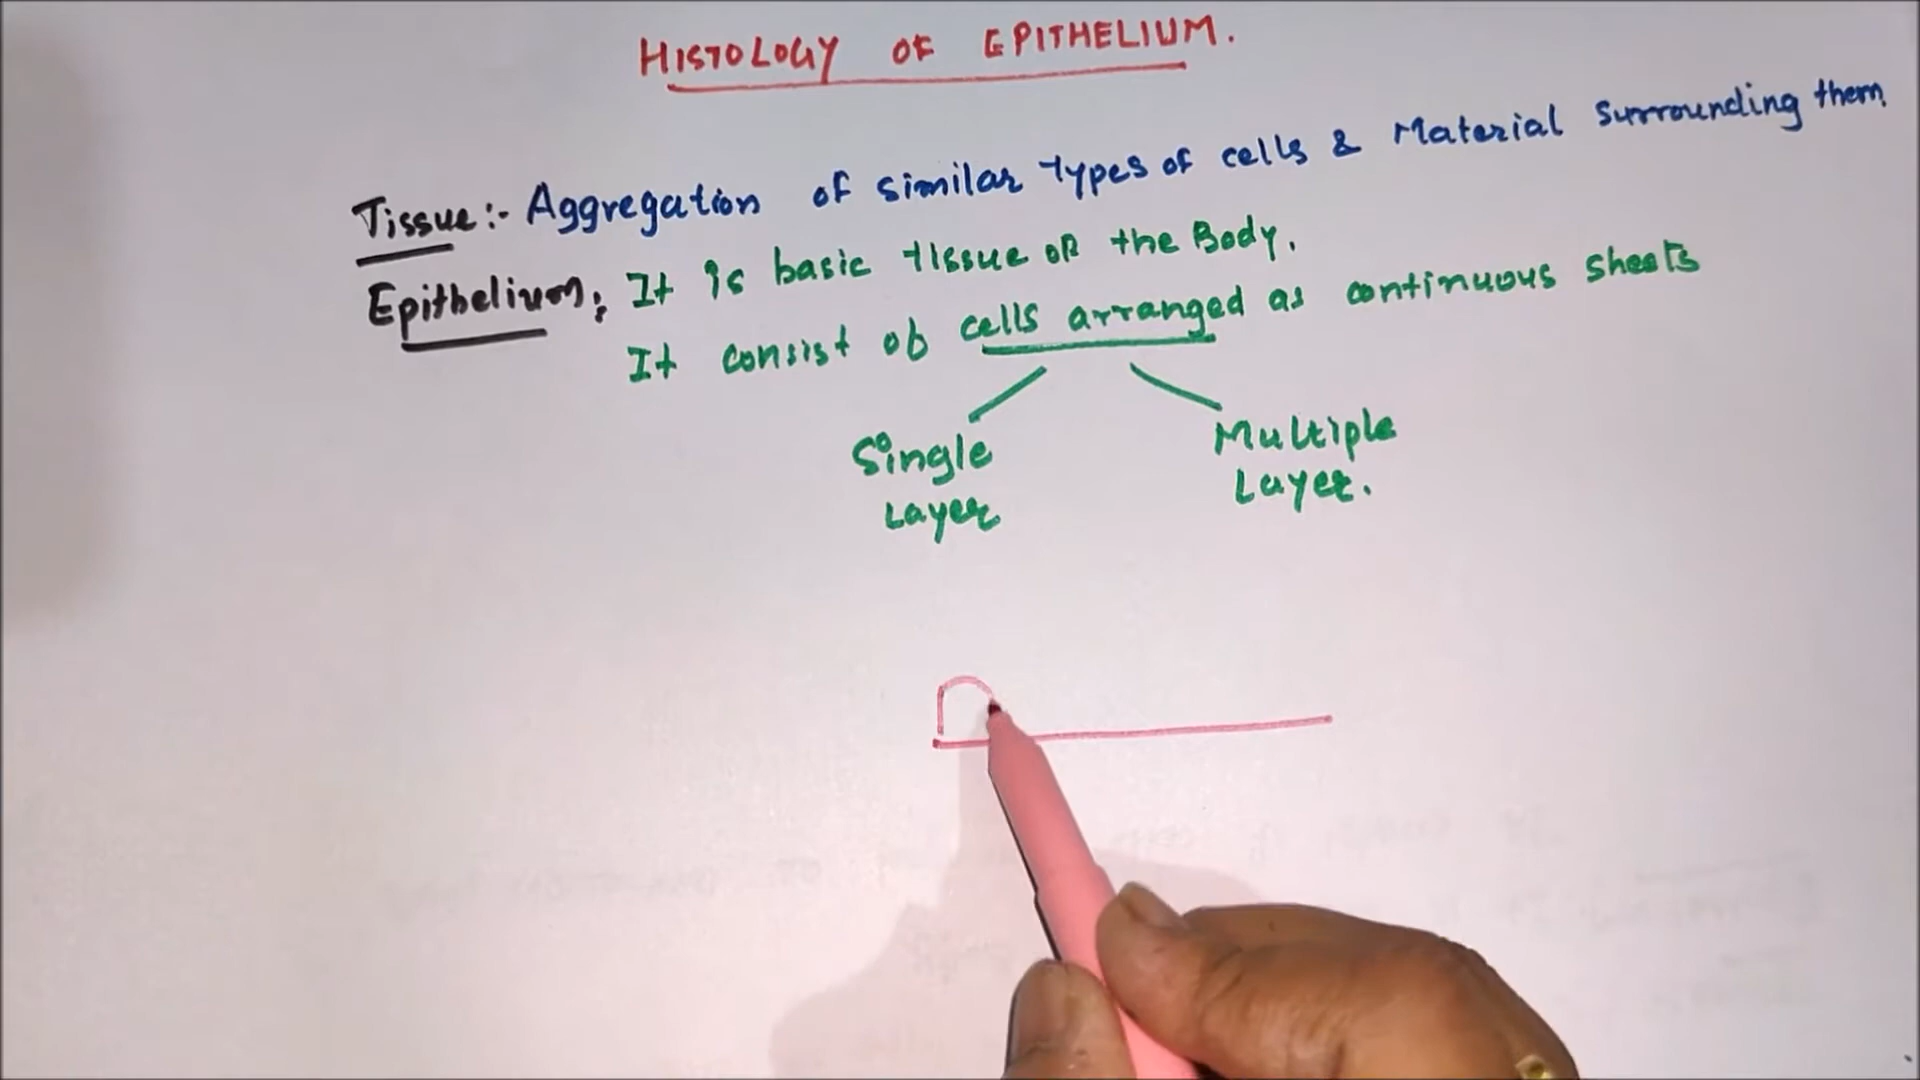 HISTOLOGY OF EPITHELIUM.
Tissue:- Aggregation of similar Types of cells & Material surrounding them.
Epithelium: It is basic tissue of the Body.
It consist of cells arranged as continuous sheets
Single Multiple
Layer Layer.